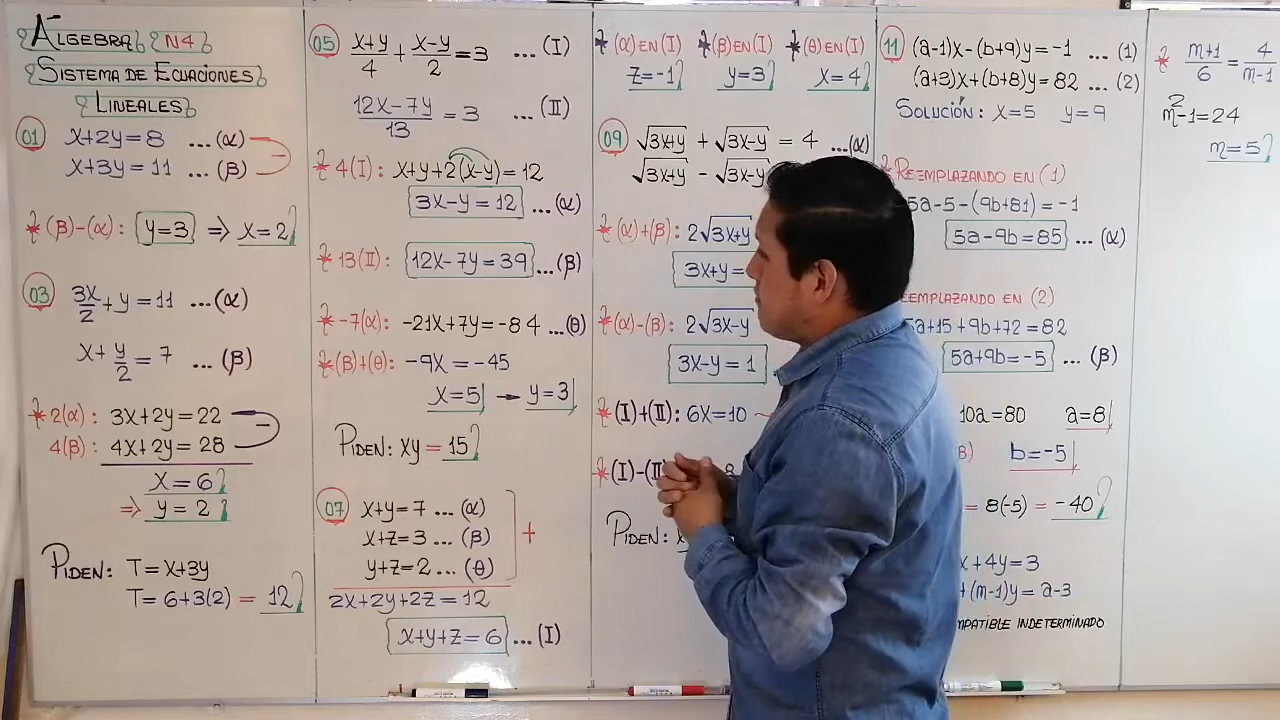 ÁLGEBRA N4
SISTEMA DE ECUACIONES
LINEALES
01
x+2y=8 ...(α)
x+3y=11 ...(β)
* (β)-(α): y=3 ⇒ x=2
03
3x/2+y=11 ...(α)
x+y/2=7 ...(β)
* 2(α): 3x+2y=22
4(β): 4x+2y=28
x=6
⇒ y=2
PIDEN: T=x+3y
T=6+3(2)=12
05
(x+y)/4+(x-y)/2=3 ...(I)
(12x-7y)/13=3 ...(II)
* 4(I): x+y+2(x-y)=12
3x-y=12 ...(α)
* 13(II): 12x-7y=39 ...(β)
* -7(α): -21x+7y=-84 ...(θ)
* (β)+(θ): -9x=-45
x=5 → y=3
PIDEN: xy=15
07
x+y=7 ...(α)
x+z=3 ...(β)
y+z=2 ...(θ)
+
2x+2y+2z=12
x+y+z=6 ...(I)
* (α) EN (I) * (β) EN (I) * (θ) EN (I)
z=-1 y=3 x=4
09
√3x+y + √3x-y = 4 ...(α)
√3x+y - √3x-y
* (α)+(β): 2√3x+y
3x+y=
* (α)-(β): 2√3x-y
3x-y=1
* (I)+(II): 6x=10
* (I)-(II)
PIDEN:
11
(a-1)x-(b+9)y=-1 ...(1)
(a+3)x+(b+8)y=82 ...(2)
SOLUCIÓN: x=5 y=9
* REEMPLAZANDO EN (1)
5a-5-(9b+81)=-1
5a-9b=85 ...(α)
EEMPLAZANDO EN (2)
5a+15+9b+72=82
5a+9b=-5 ...(β)
10a=80 a=8
β) b=-5
= 8(-5) = -40
x+4y=3
+(m-1)y=a-3
MPATIBLE INDETERMINADO
* (m+1)/6=4/(m-1)
m²-1=24
m=5